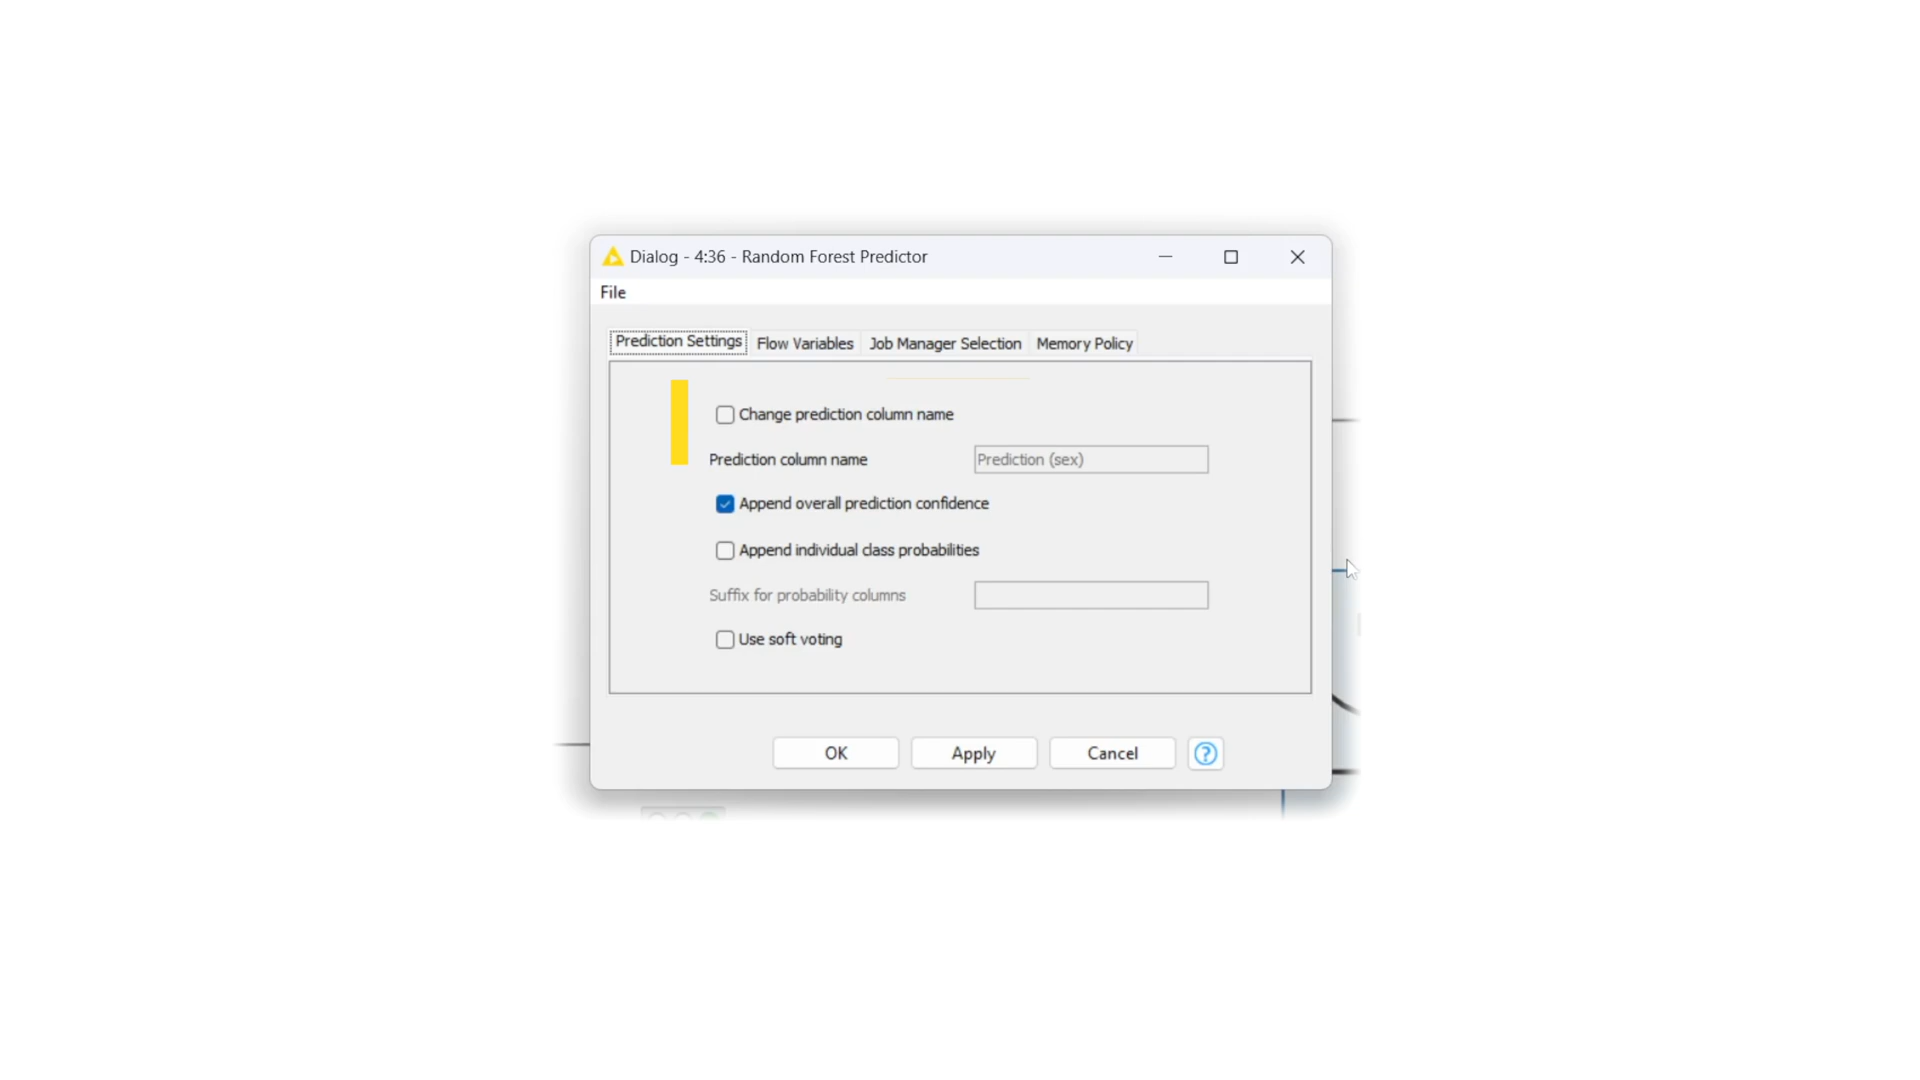 Dialog - 4:36 - Random Forest Predictor
File
Prediction Settings Flow Variables Job Manager Selection Memory Policy
Change prediction column name
Prediction column name Prediction (sex)
Append overall prediction confidence
Append individual class probabilities
Suffix for probability columns
Use soft voting
OK Apply Cancel ?